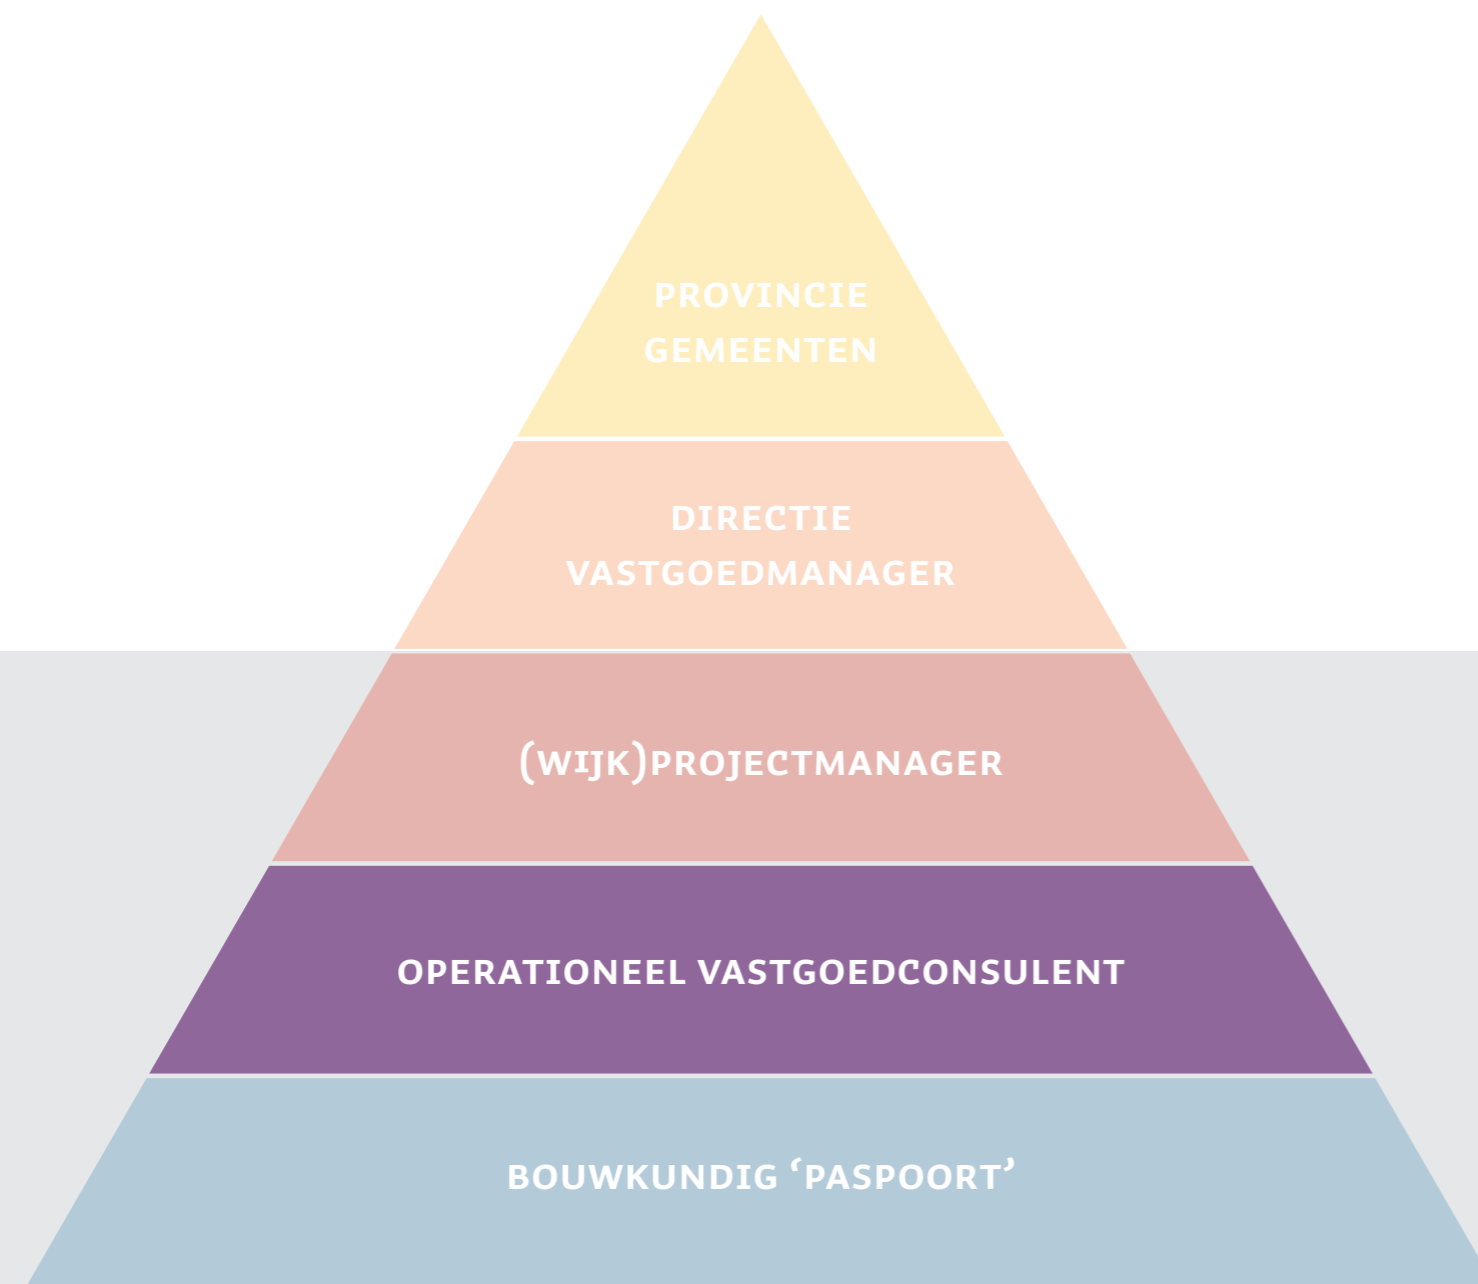 PROVINCIE
GEMEENTEN
DIRECTIE
VASTGOEDMANAGER
(WIJK)PROJECTMANAGER
OPERATIONEEL VASTGOEDCONSULENT
BOUWKUNDIG ‘PASPOORT’